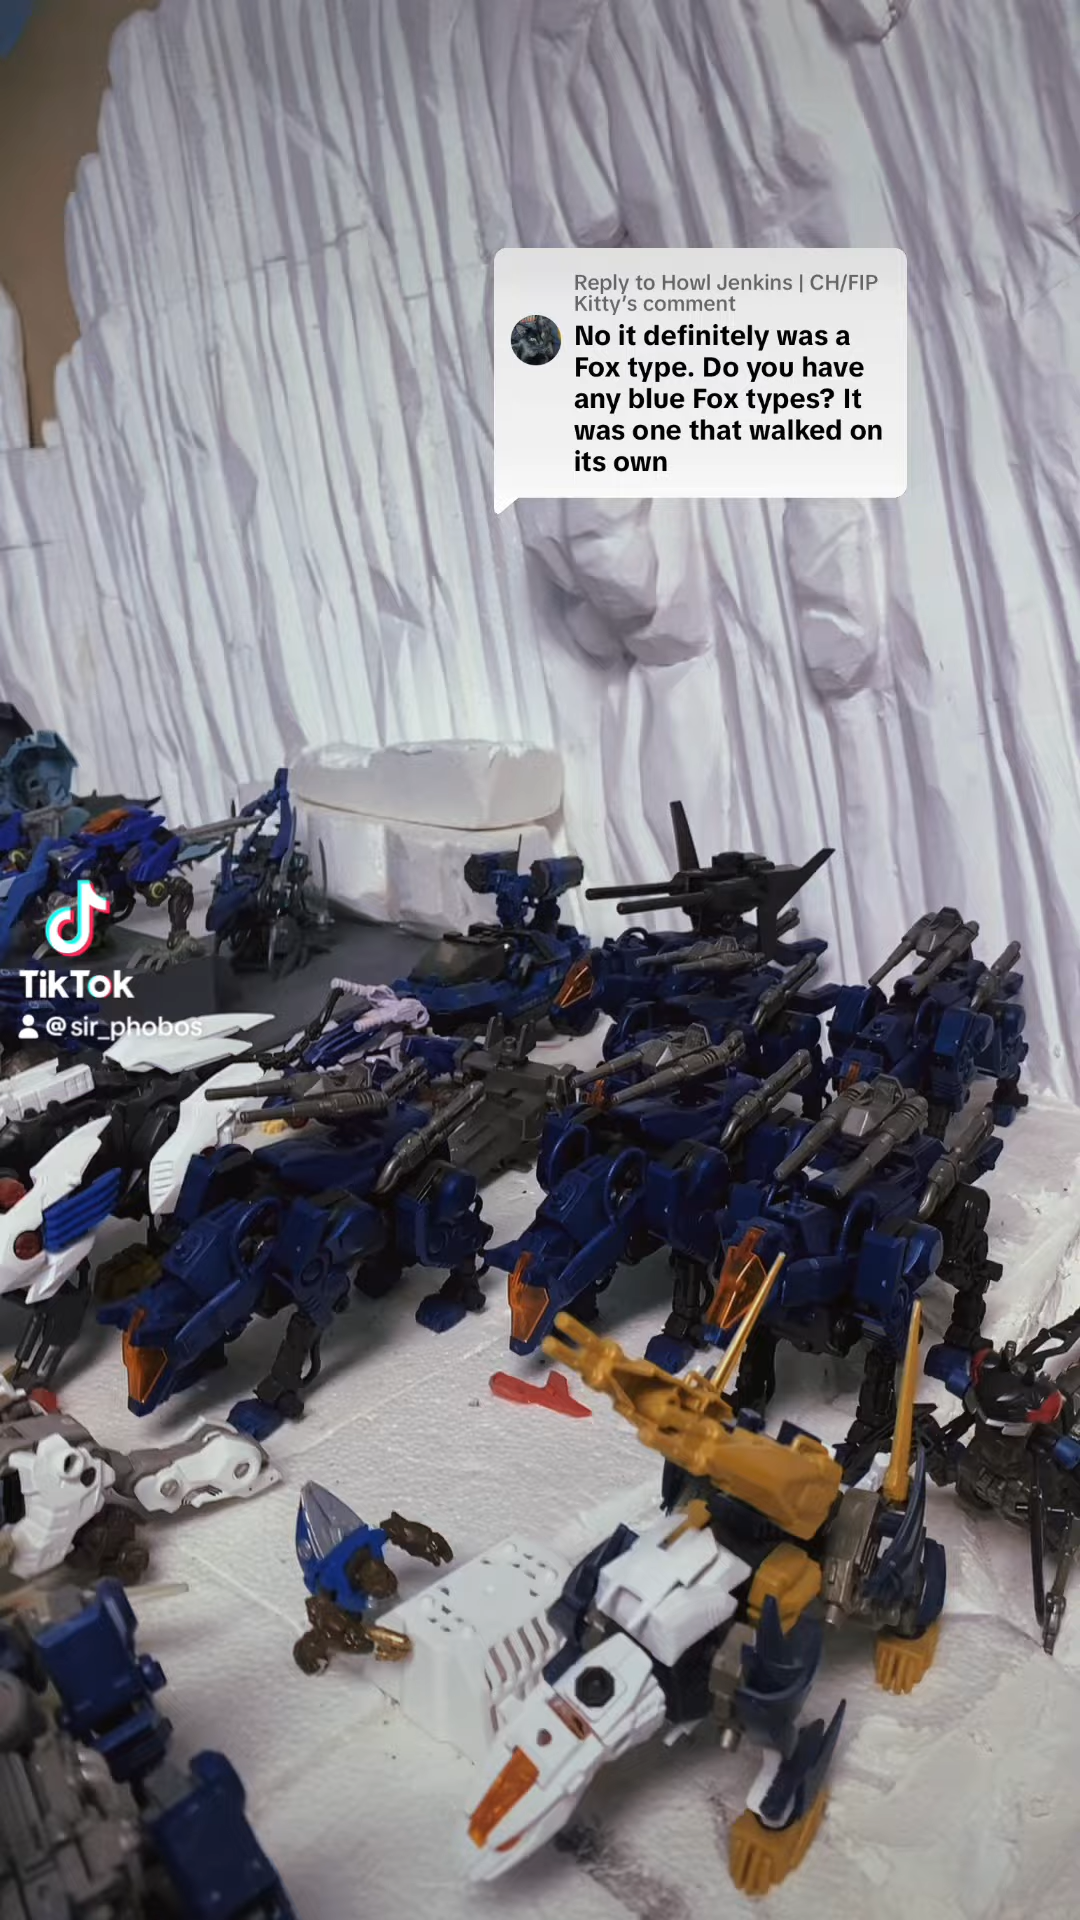 Reply to Howl Jenkins | CH/FIP
Kitty's comment
No it definitely was a
Fox type. Do you have
any blue Fox types? It
was one that walked on
its own
TikTok
@sir_phobos